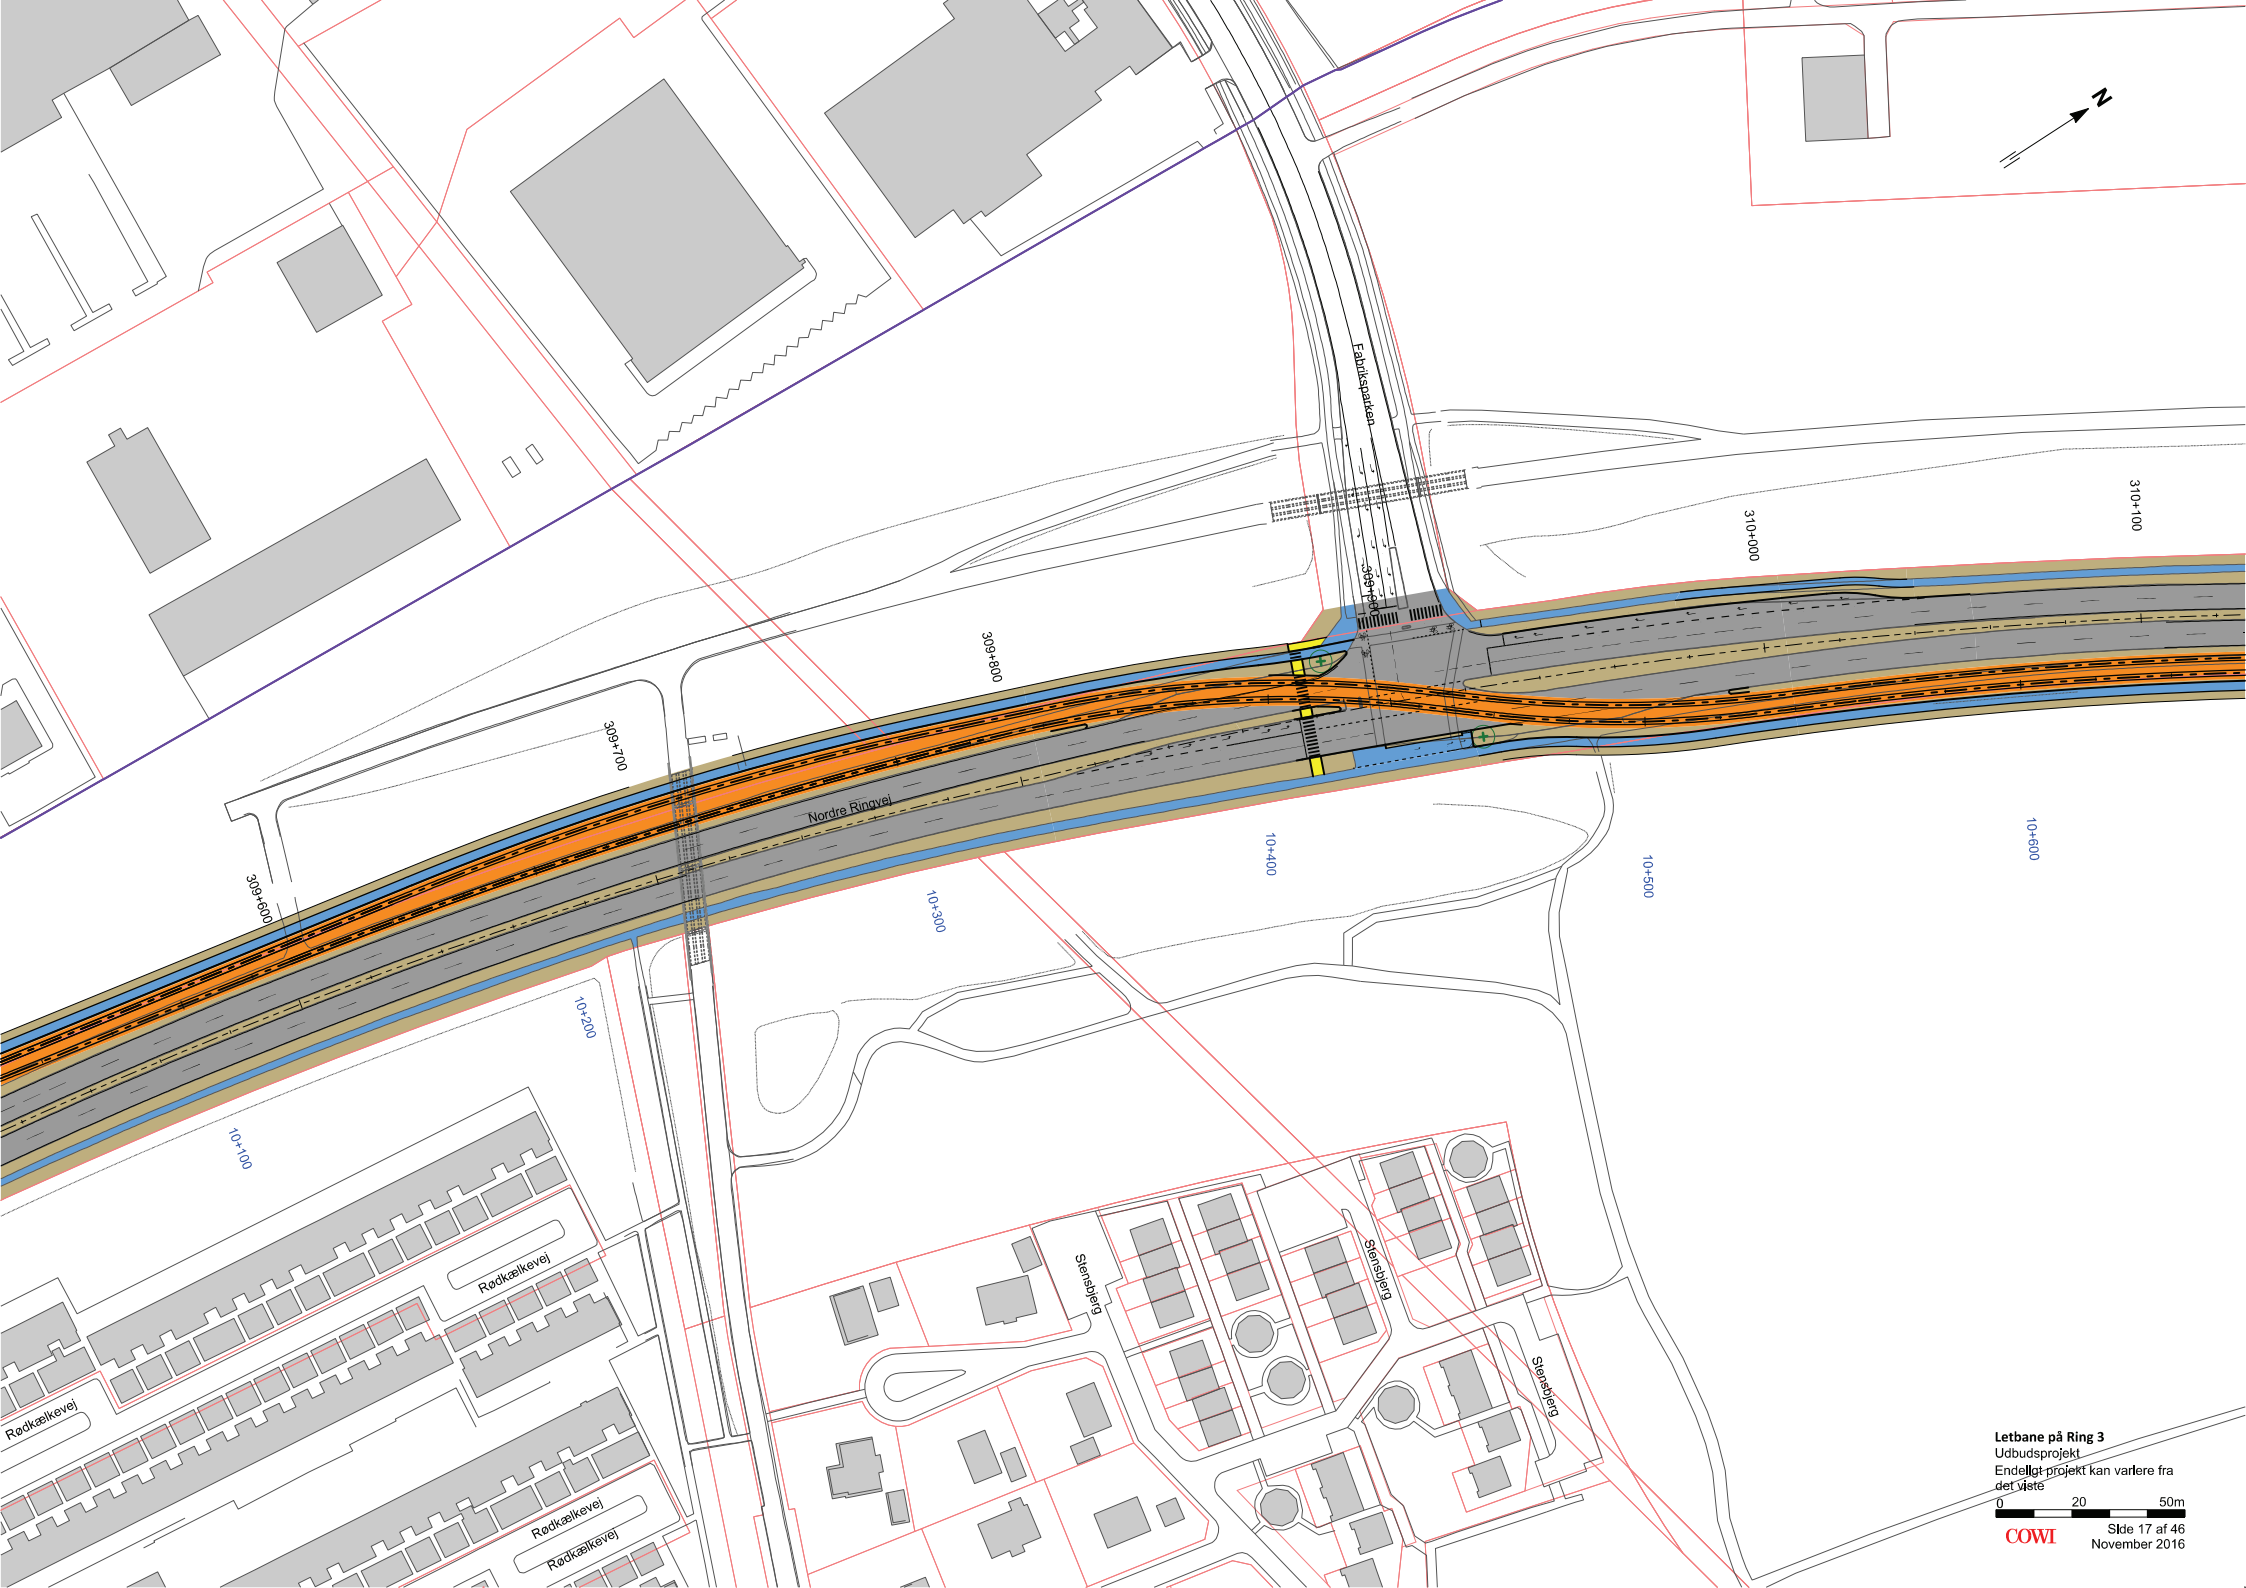 N
Fabriksparken
310+100
310+000
309+900
309+800
309+700
309+600
Nordre Ringvej
10+600
10+500
10+400
10+300
10+200
10+100
Rødkælkevej
Rødkælkevej
Rødkælkevej
Rødkælkevej
Stensbjerg
Stensbjerg
Stensbjerg
Letbane på Ring 3
Udbudsprojekt
Endeligt projekt kan variere fra
det viste
0 20 50m
COWI
Side 17 af 46
November 2016